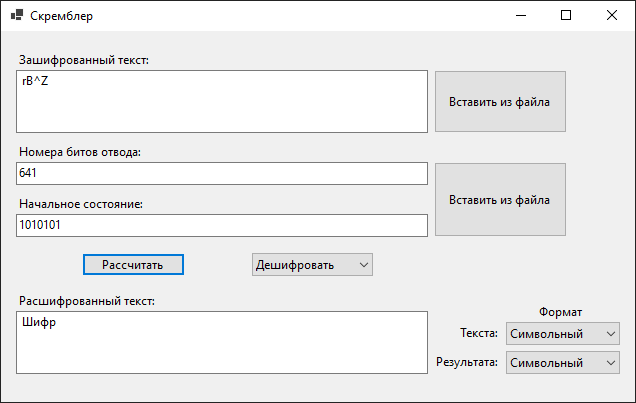 Скремблер
Зашифрованный текст:
rB^Z
Вставить из файла
Номера битов отвода:
641
Начальное состояние:
1010101
Вставить из файла
Рассчитать
Дешифровать
Расшифрованный текст:
Шифр
Формат
Текста:
Символьный
Результата:
Символьный